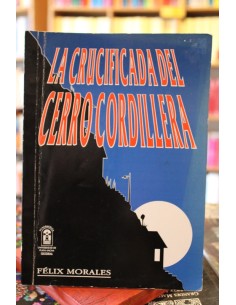 LA CRUCIFICADA DEL
CERRO CORDILLERA
FÉLIX MORALES